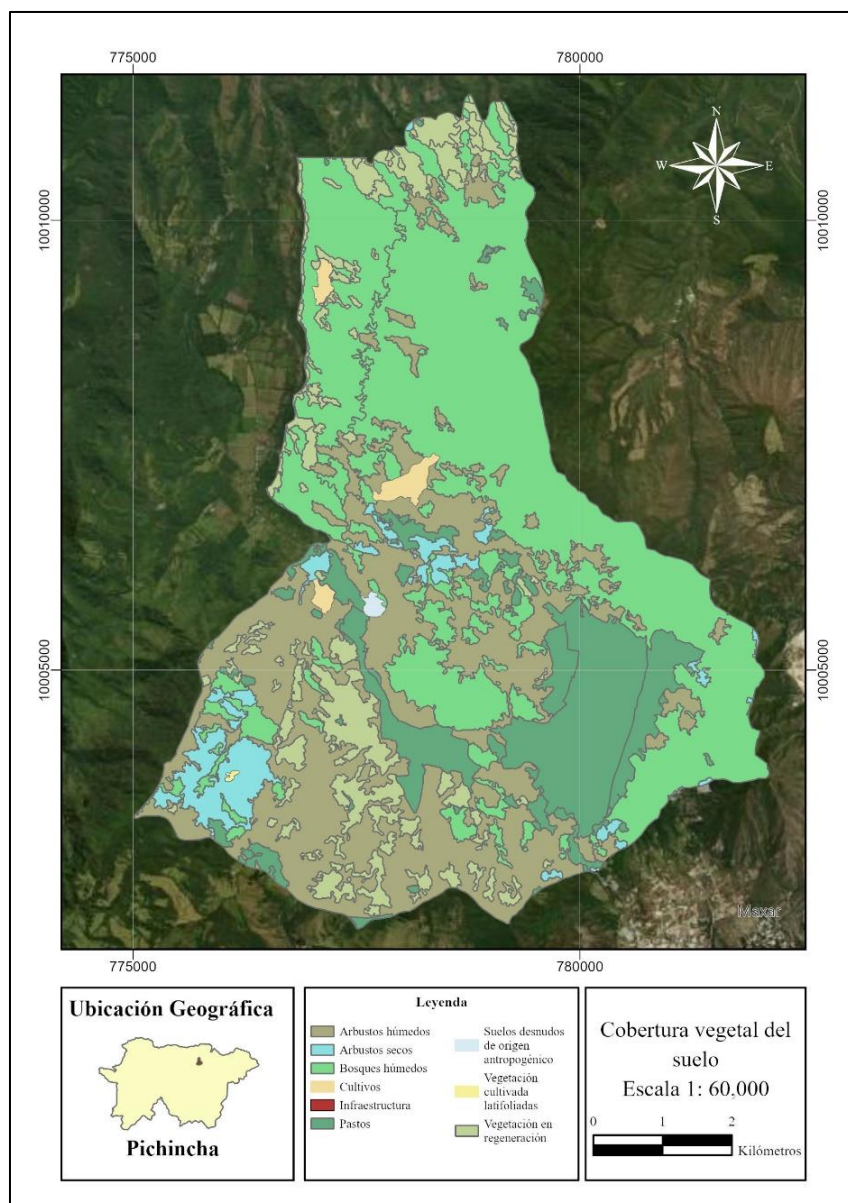 775000 780000
N
W E
S
10010000 10010000
10005000 10005000
Maxar
775000 780000
Ubicación Geográfica
Pichincha
Leyenda
Arbustos húmedos
Arbustos secos
Bosques húmedos
Cultivos
Infraestructura
Pastos
Suelos desnudos
de origen
antropogénico
Vegetación
cultivada
latifoliadas
Vegetación en
regeneración
Cobertura vegetal del
suelo
Escala 1: 60,000
0 1 2
Kilómetros